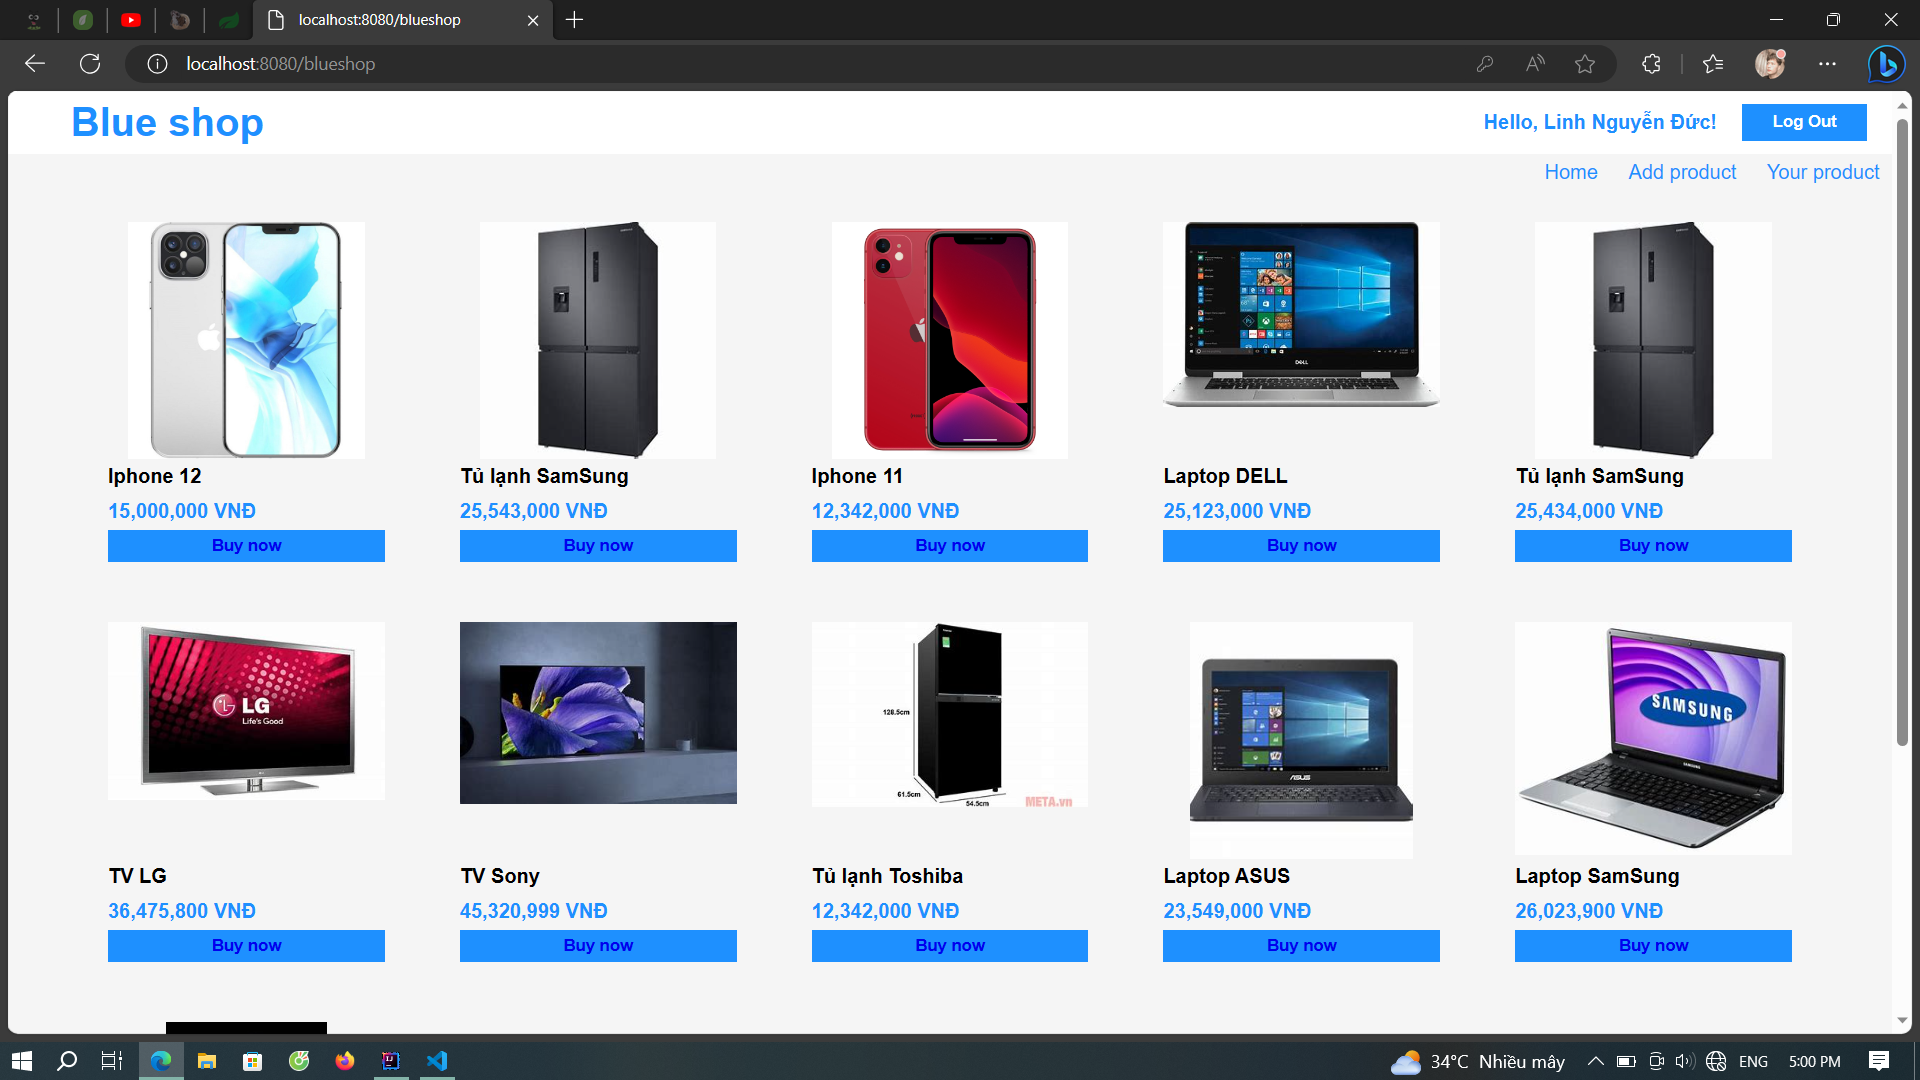 localhost:8080/blueshop
localhost:8080/blueshop
Blue shop
Hello, Linh Nguyễn Đức!
Log Out
Home
Add product
Your product
Iphone 12
Tủ lạnh SamSung
Iphone 11
Laptop DELL
Tủ lạnh SamSung
15,000,000 VNĐ
25,543,000 VNĐ
12,342,000 VNĐ
25,123,000 VNĐ
25,434,000 VNĐ
Buy now
Buy now
Buy now
Buy now
Buy now
LG
Life's Good
128.5cm
61.5cm
54.5cm
META.vn
ASUS
SAMSUNG
SAMSUNG
DELL
TV LG
TV Sony
Tủ lạnh Toshiba
Laptop ASUS
Laptop SamSung
36,475,800 VNĐ
45,320,999 VNĐ
12,342,000 VNĐ
23,549,000 VNĐ
26,023,900 VNĐ
Buy now
Buy now
Buy now
Buy now
Buy now
34°C Nhiều mây
ENG
5:00 PM